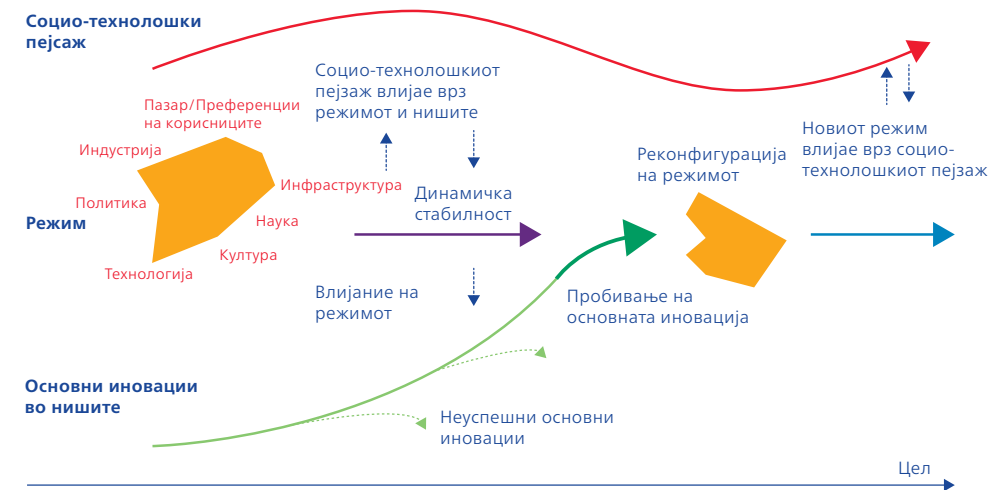 Социо-технолошки
пејсаж
Социо-технолошкиот
пејзаж влијае врз
режимот и нишите
Пазар/Преференции
на корисниците
Индустрија
Политика
Режим
Инфраструктура
Наука
Култура
Технологија
Динамичка
стабилност
Влијание на
режимот
Реконфигурација
на режимот
Новиот режим
влијае врз социо-
технолошкиот пејзаж
Пробивање на
основната иновација
Основни иновации
во нишите
Неуспешни основни
иновации
Цел